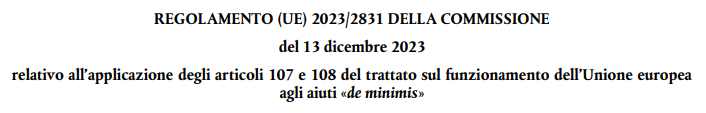 REGOLAMENTO (UE) 2023/2831 DELLA COMMISSIONE
del 13 dicembre 2023
relativo all’applicazione degli articoli 107 e 108 del trattato sul funzionamento dell’Unione europea
agli aiuti «de minimis»